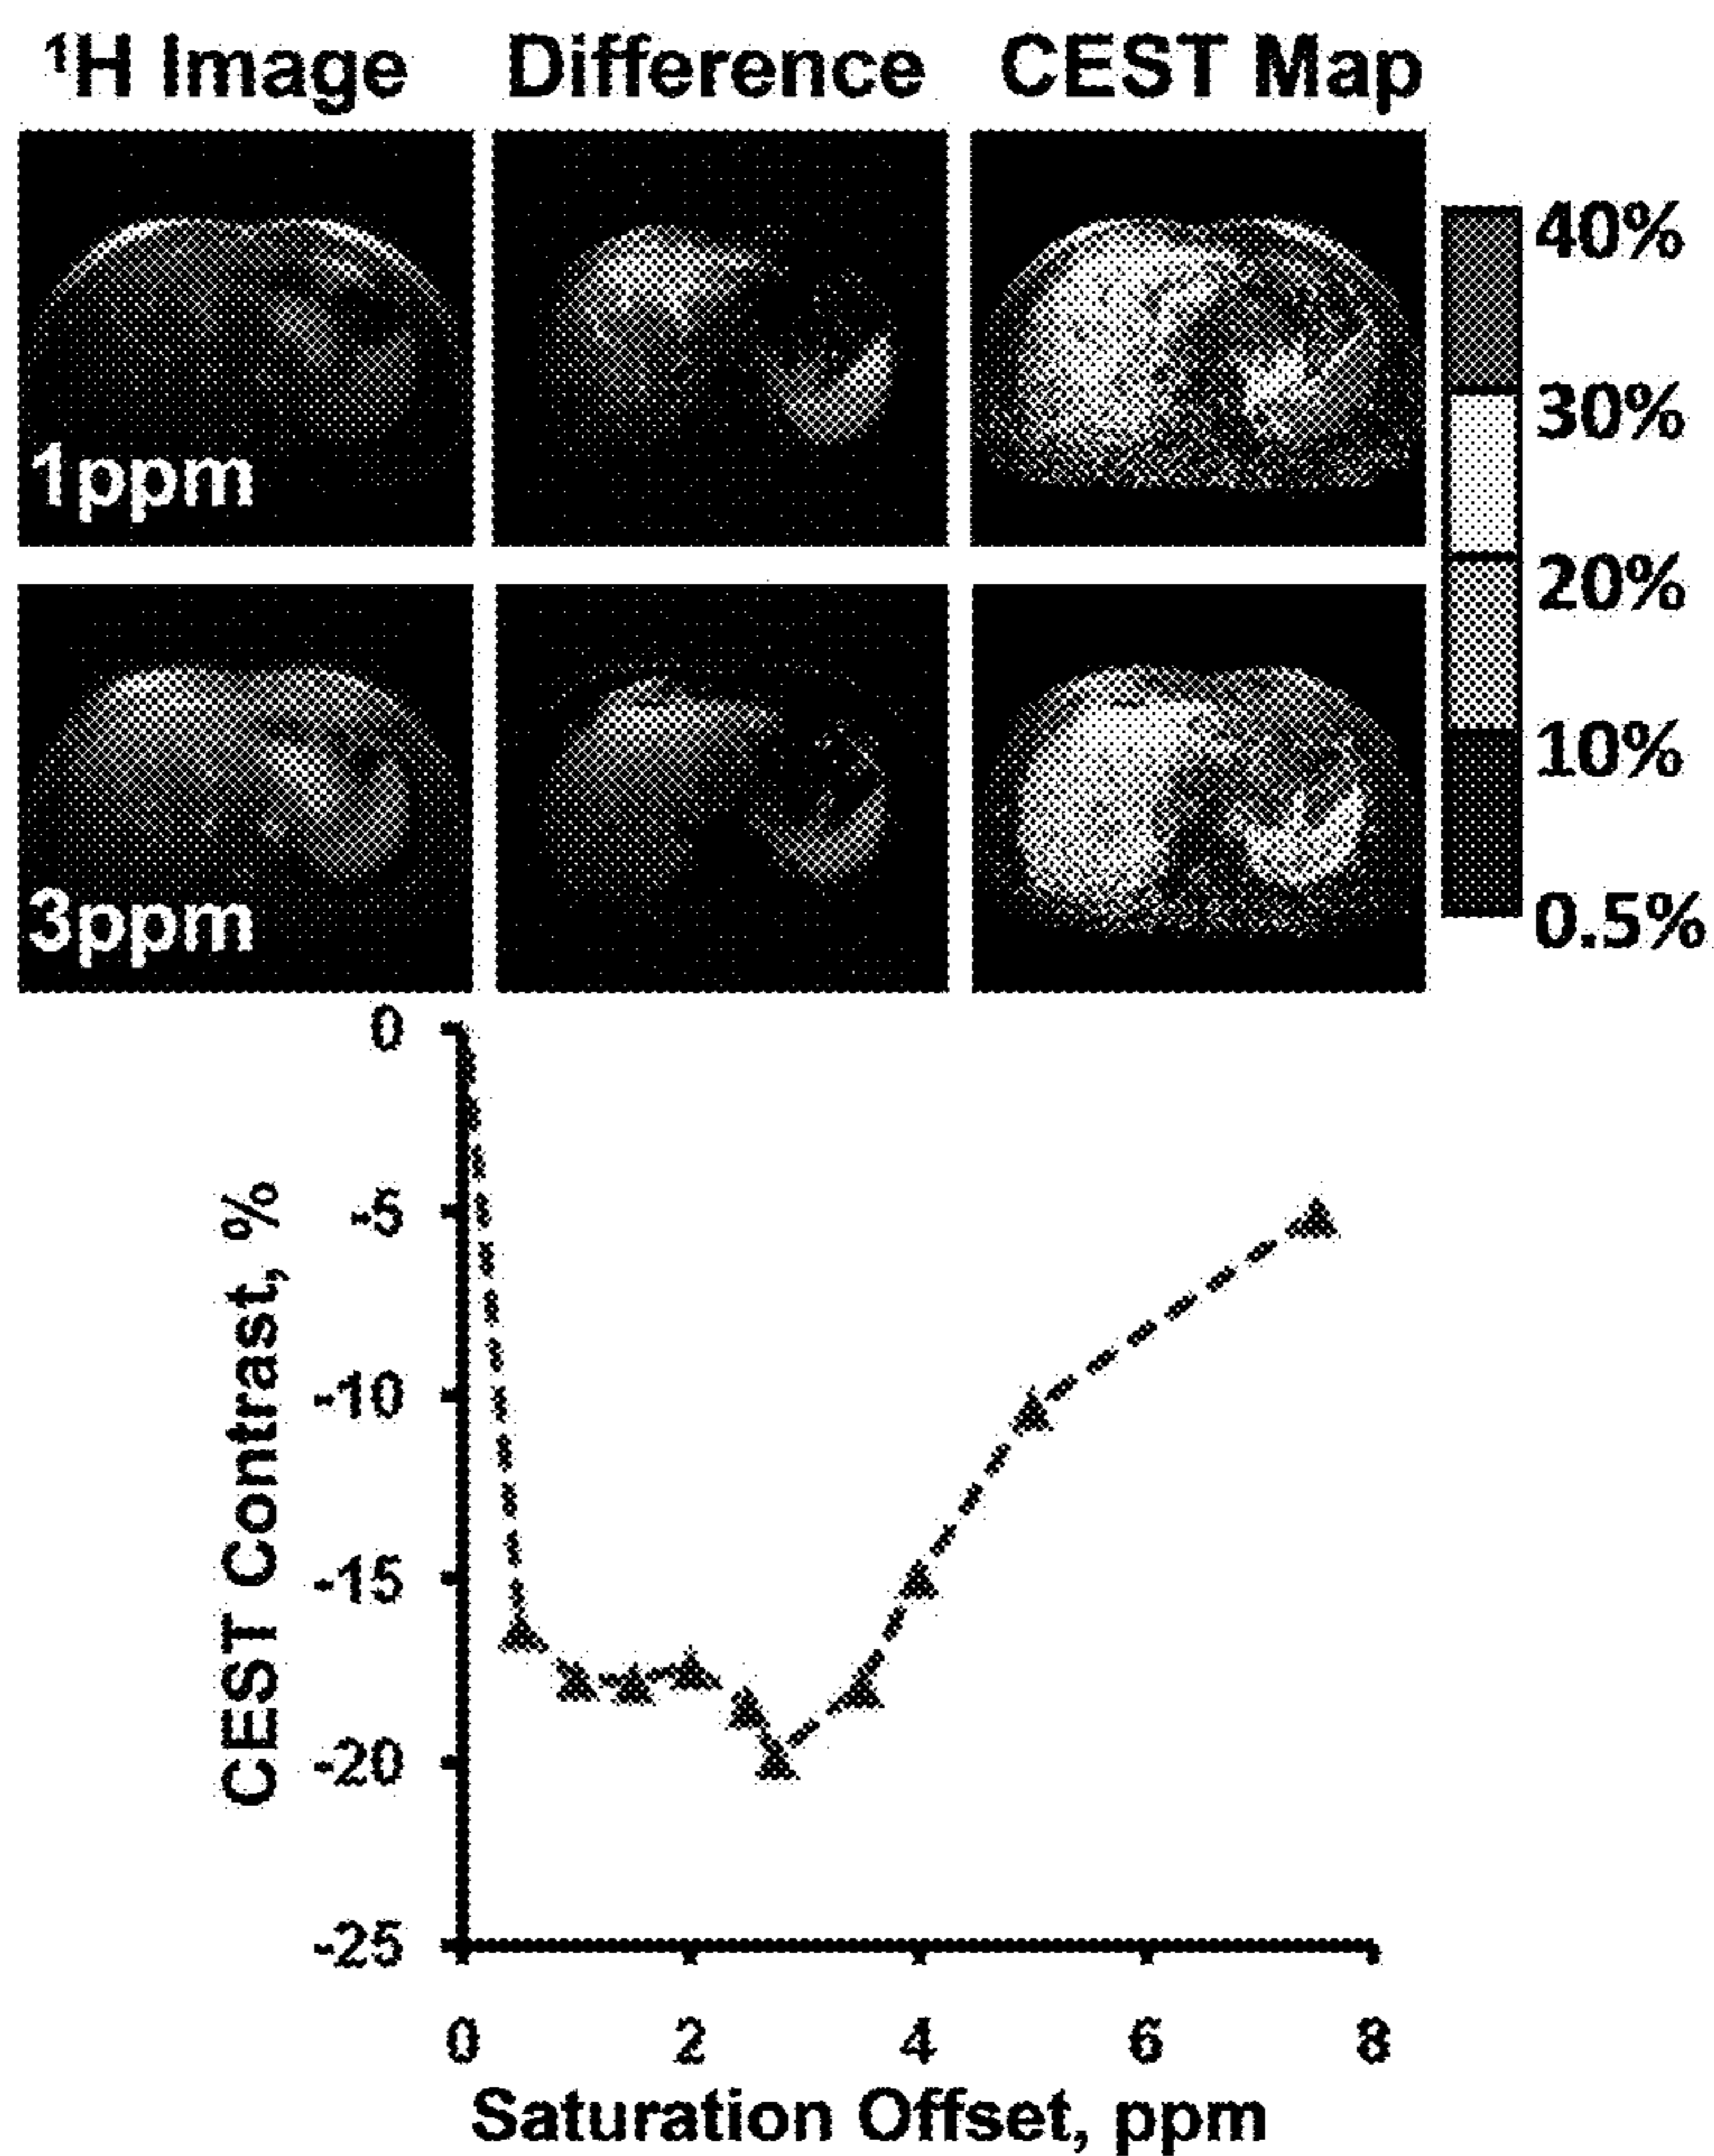 ¹H Image Difference CEST Map
1ppm
3ppm
40%
30%
20%
10%
0.5%
0
-5
-10
-15
-20
-25
CEST Contrast, %
0 2 4 6 8
Saturation Offset, ppm